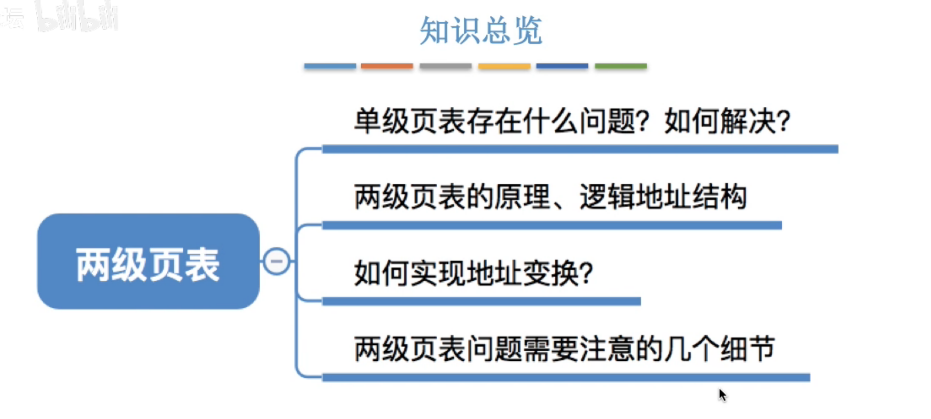 坛 bilibili
知识总览
单级页表存在什么问题？如何解决？
两级页表的原理、逻辑地址结构
两级页表
如何实现地址变换？
两级页表问题需要注意的几个细节